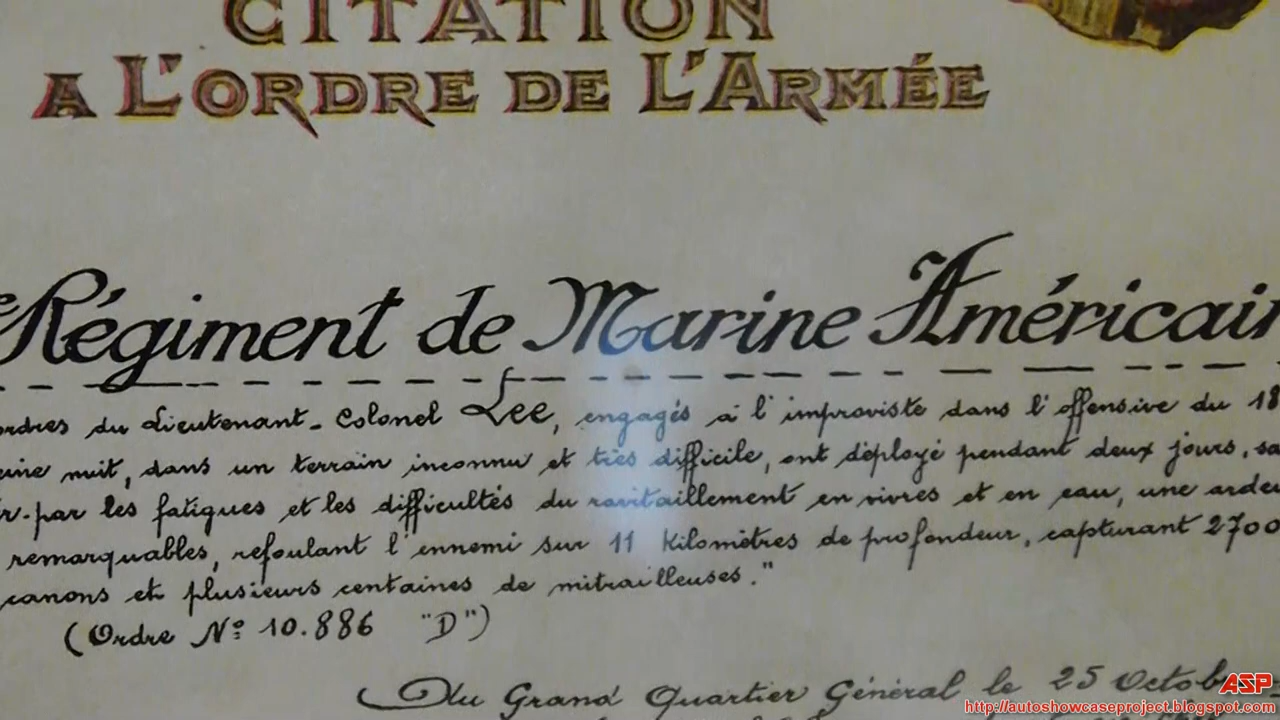 CITATION
A L'ORDRE DE L'ARMÉE
Régiment de Marine Américain
ordres du Lieutenant-Colonel Lee, engagés à l'improviste dans l'offensive du 18
eine nuit, dans un terrain inconnu et très difficile, ont déployé pendant deux jours, sa
r par les fatigues et les difficultés du ravitaillement en vivres et en eau, une ardeu
remarquables, refoulant l'ennemi sur 11 Kilomètres de profondeur, capturant 2700
canons et plusieurs centaines de mitrailleuses."
(Ordre Nº 10.886 "D")
Du Grand Quartier Général le 25 Octob
ASP
http://autoshowcaseproject.blogspot.com